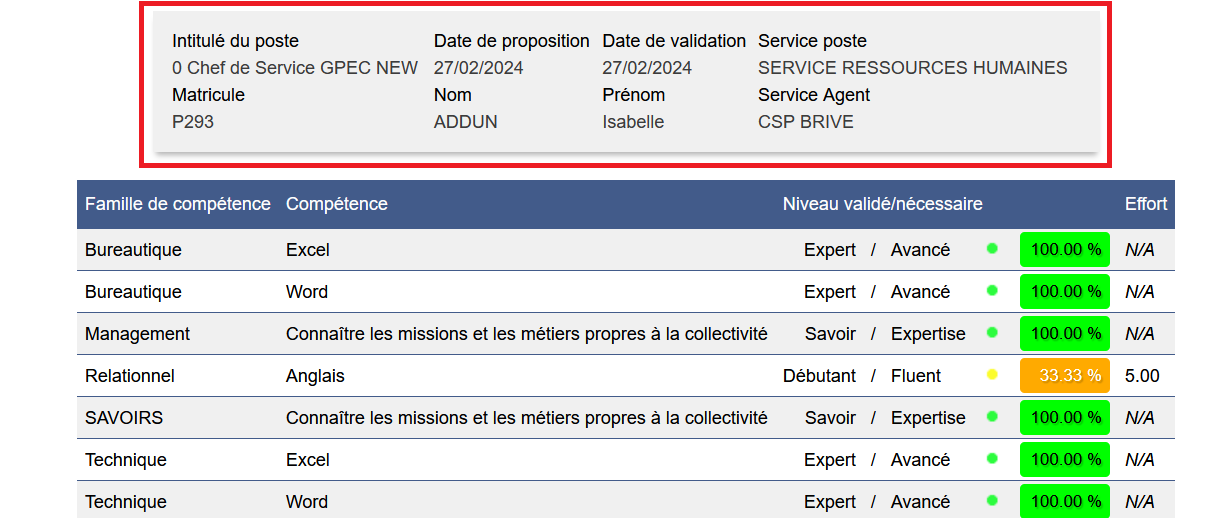 Intitulé du poste Date de proposition Date de validation Service poste
0 Chef de Service GPEC NEW 27/02/2024 27/02/2024 SERVICE RESSOURCES HUMAINES
Matricule Nom Prénom Service Agent
P293 ADDUN Isabelle CSP BRIVE
Famille de compétence Compétence Niveau validé/nécessaire Effort
Bureautique Excel Expert / Avancé 100.00 % N/A
Bureautique Word Expert / Avancé 100.00 % N/A
Management Connaître les missions et les métiers propres à la collectivité Savoir / Expertise 100.00 % N/A
Relationnel Anglais Débutant / Fluent 33.33 % 5.00
SAVOIRS Connaître les missions et les métiers propres à la collectivité Savoir / Expertise 100.00 % N/A
Technique Excel Expert / Avancé 100.00 % N/A
Technique Word Expert / Avancé 100.00 % N/A